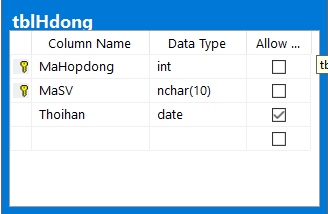 tblHdong
Column Name Data Type Allow ...
MaHopdong int
MaSV nchar(10)
Thoihan date